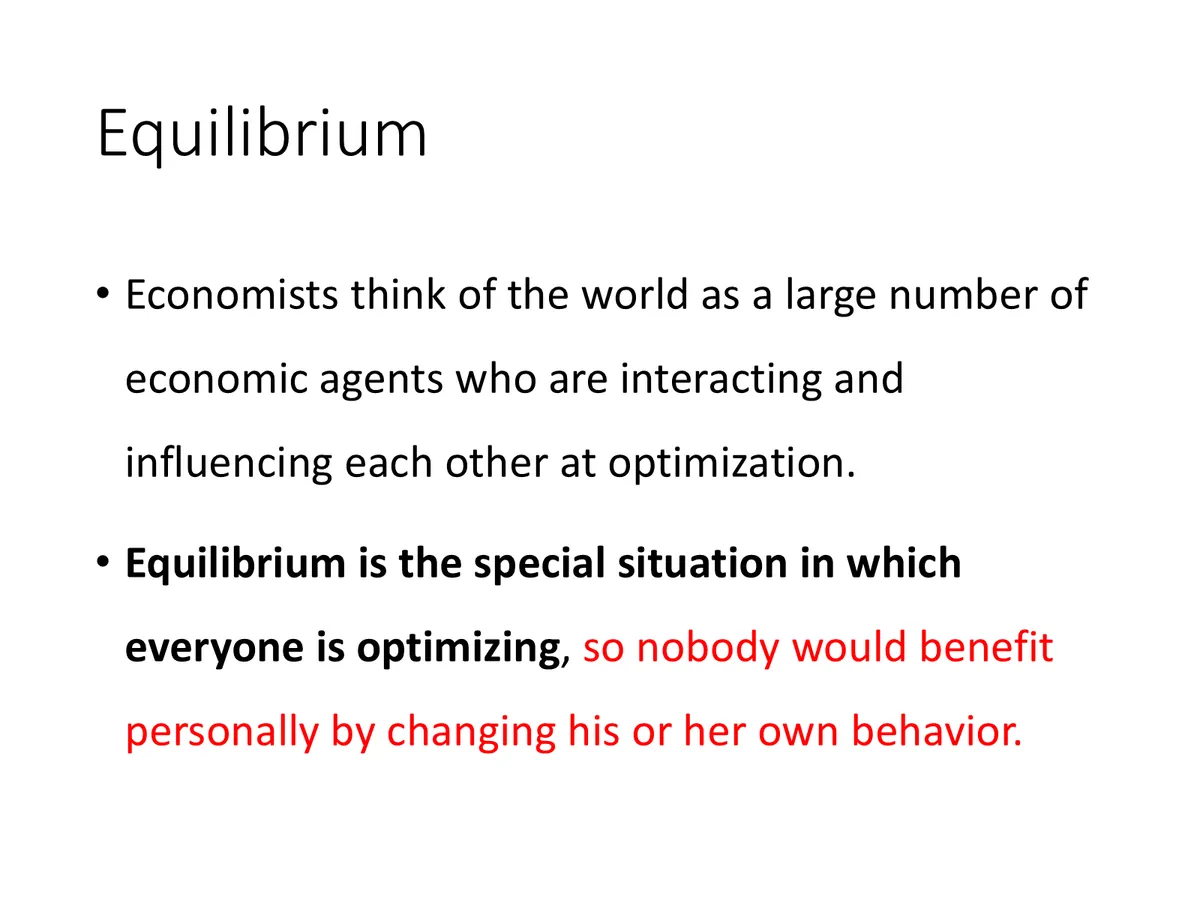 Equilibrium
• Economists think of the world as a large number of
economic agents who are interacting and
influencing each other at optimization.
• Equilibrium is the special situation in which
everyone is optimizing, so nobody would benefit
personally by changing his or her own behavior.